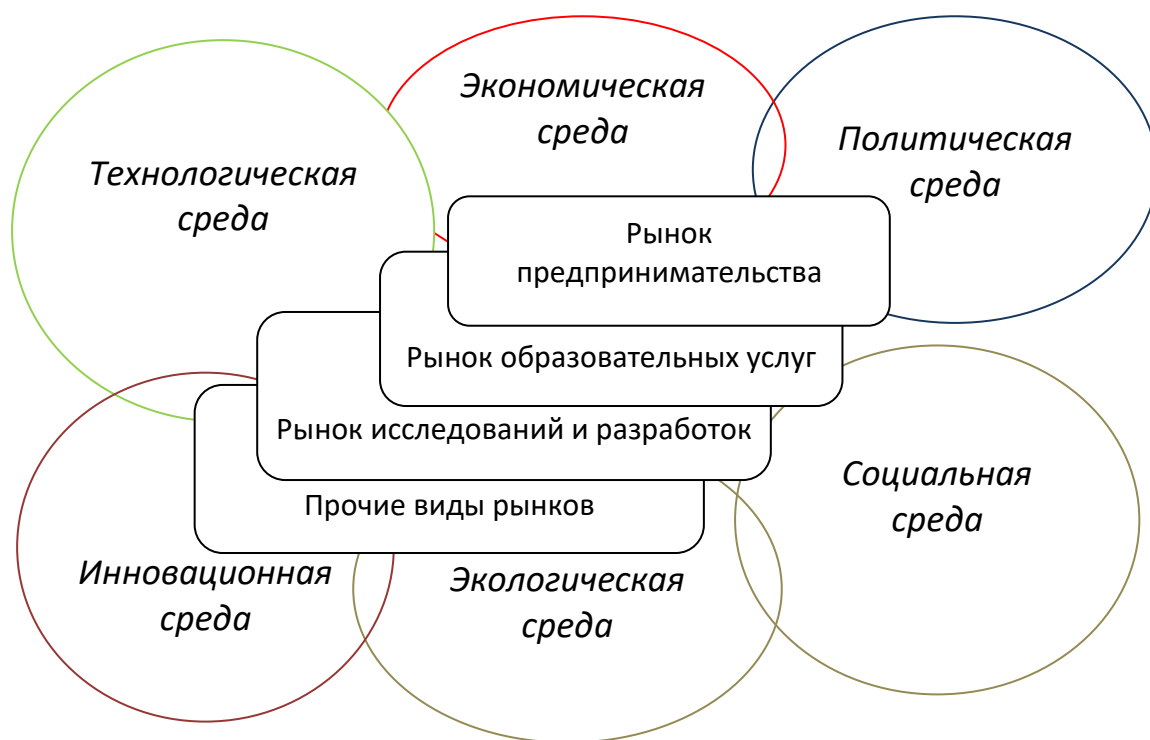 Экономическая
среда
Политическая
среда
Технологическая
среда
Рынок
предпринимательства
Рынок образовательных услуг
Рынок исследований и разработок
Прочие виды рынков
Социальная
среда
Инновационная
среда
Экологическая
среда